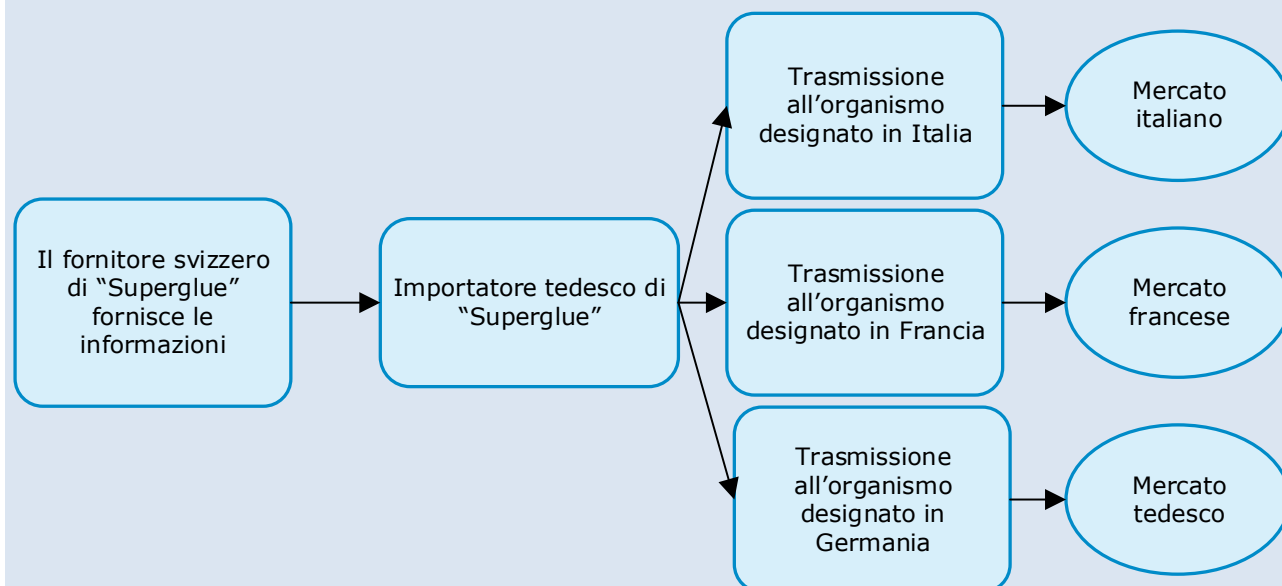 Il fornitore svizzero
di “Superglue”
fornisce le
informazioni
Importatore tedesco di
“Superglue”
Trasmissione
all’organismo
designato in Italia
Mercato
italiano
Trasmissione
all’organismo
designato in Francia
Mercato
francese
Trasmissione
all’organismo
designato in
Germania
Mercato
tedesco